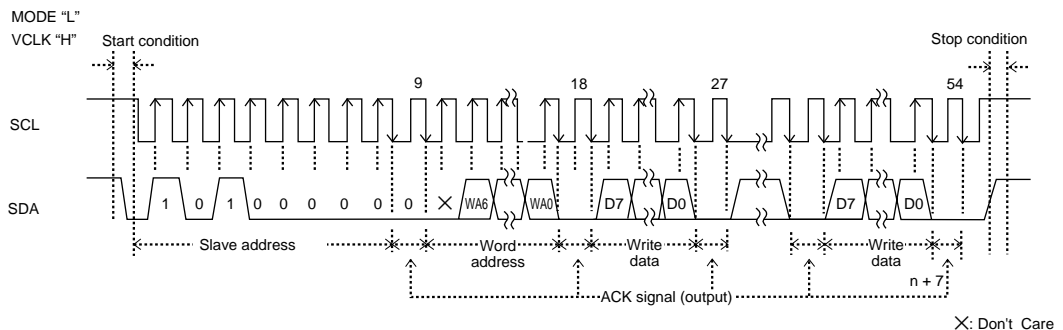 MODE “L”
VCLK “H”
Start condition
Stop condition
9
18
27
54
SCL
SDA
1
0
1
0
0
0
0
0
×
WA6
WA0
D7
D0
D7
D0
Slave address
Word
address
Write
data
Write
data
n + 7
ACK signal (output)
×: Don't Care